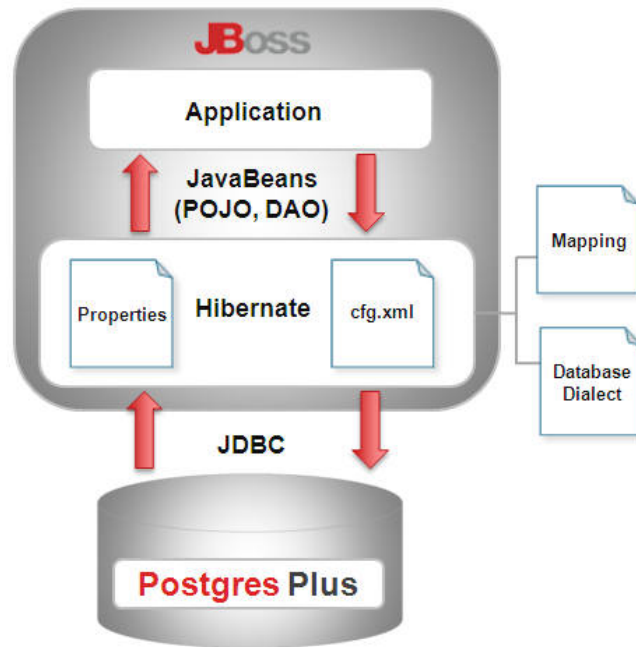 JBoss
Application
JavaBeans
(POJO, DAO)
Mapping
Properties
Hibernate
cfg.xml
Database
Dialect
JDBC
Postgres Plus